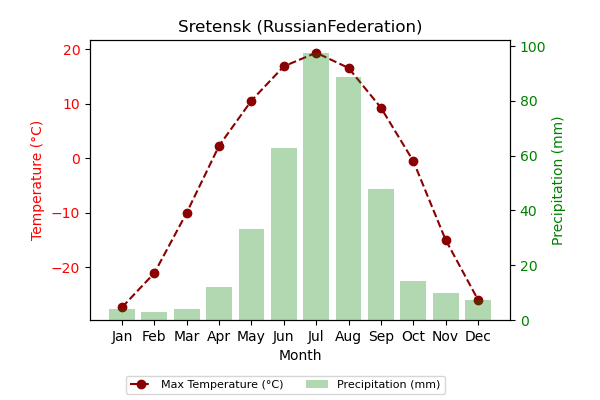 Sretensk (RussianFederation)
Temperature (°C)
20
10
0
−10
−20
100
80
60
40
20
0
Precipitation (mm)
Jan Feb Mar Apr May Jun Jul Aug Sep Oct Nov Dec
Month
Max Temperature (°C) Precipitation (mm)